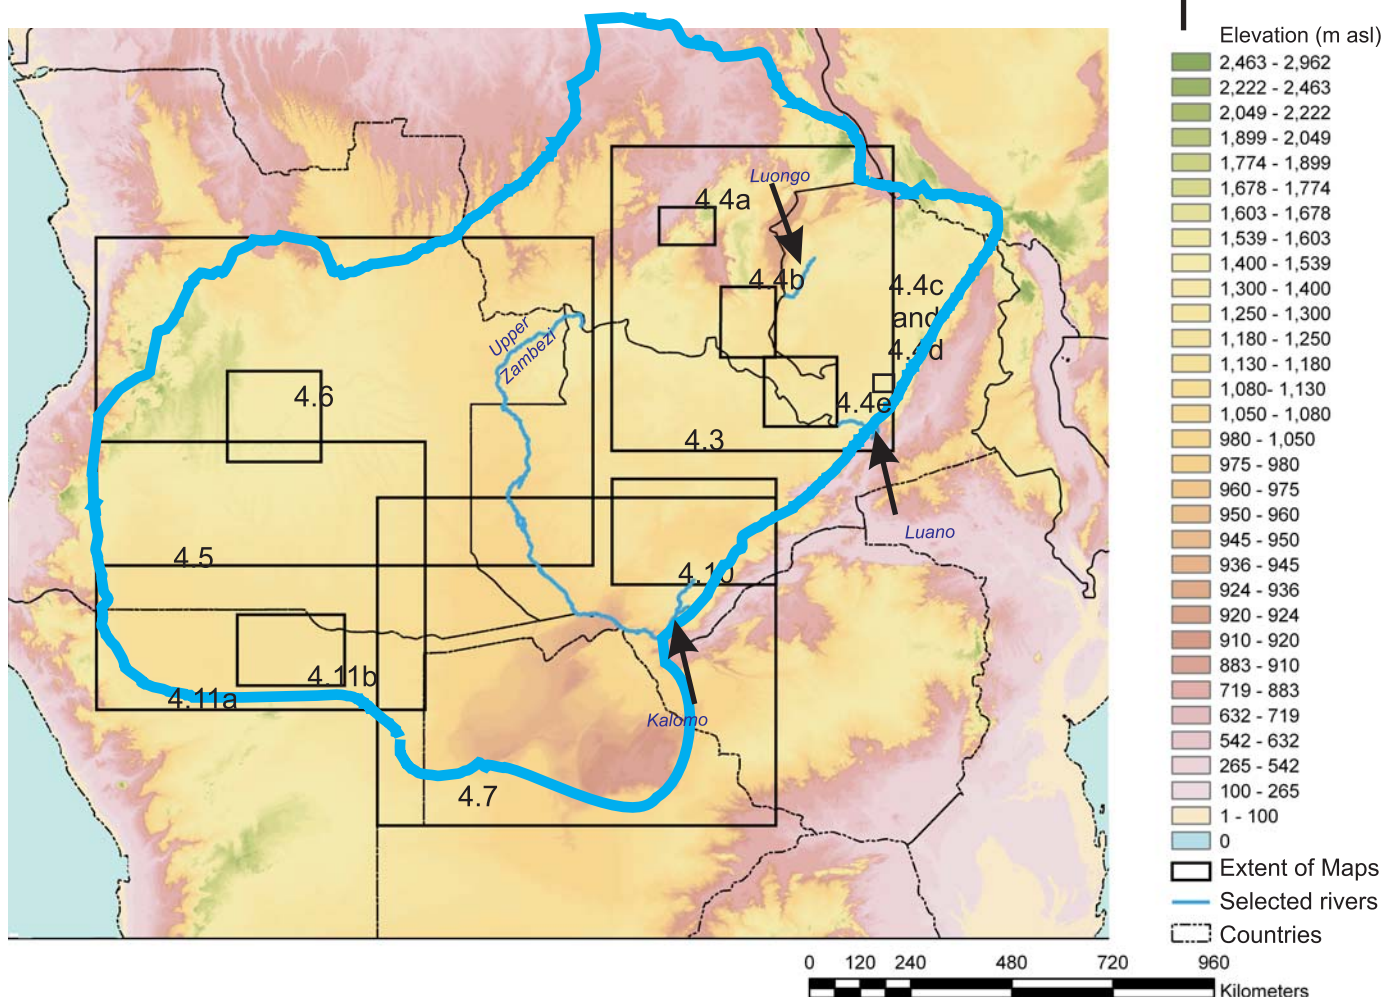 Elevation (m asl)
2,463 - 2,962
2,222 - 2,463
2,049 - 2,222
1,899 - 2,049
1,774 - 1,899
1,678 - 1,774
1,603 - 1,678
1,539 - 1,603
1,400 - 1,539
1,300 - 1,400
1,250 - 1,300
1,180 - 1,250
1,130 - 1,180
1,080- 1,130
1,050 - 1,080
980 - 1,050
975 - 980
960 - 975
950 - 960
945 - 950
936 - 945
924 - 936
920 - 924
910 - 920
883 - 910
719 - 883
632 - 719
542 - 632
265 - 542
100 - 265
1 - 100
0
Extent of Maps
Selected rivers
Countries
0 120 240 480 720 960
Kilometers
Luongo
4.4a
4.4b
4.4c
and
4.4d
Upper
Zambezi
4.6
4.4e
4.3
Luano
4.5
4.10
4.11b
4.11a
Kalomo
4.7